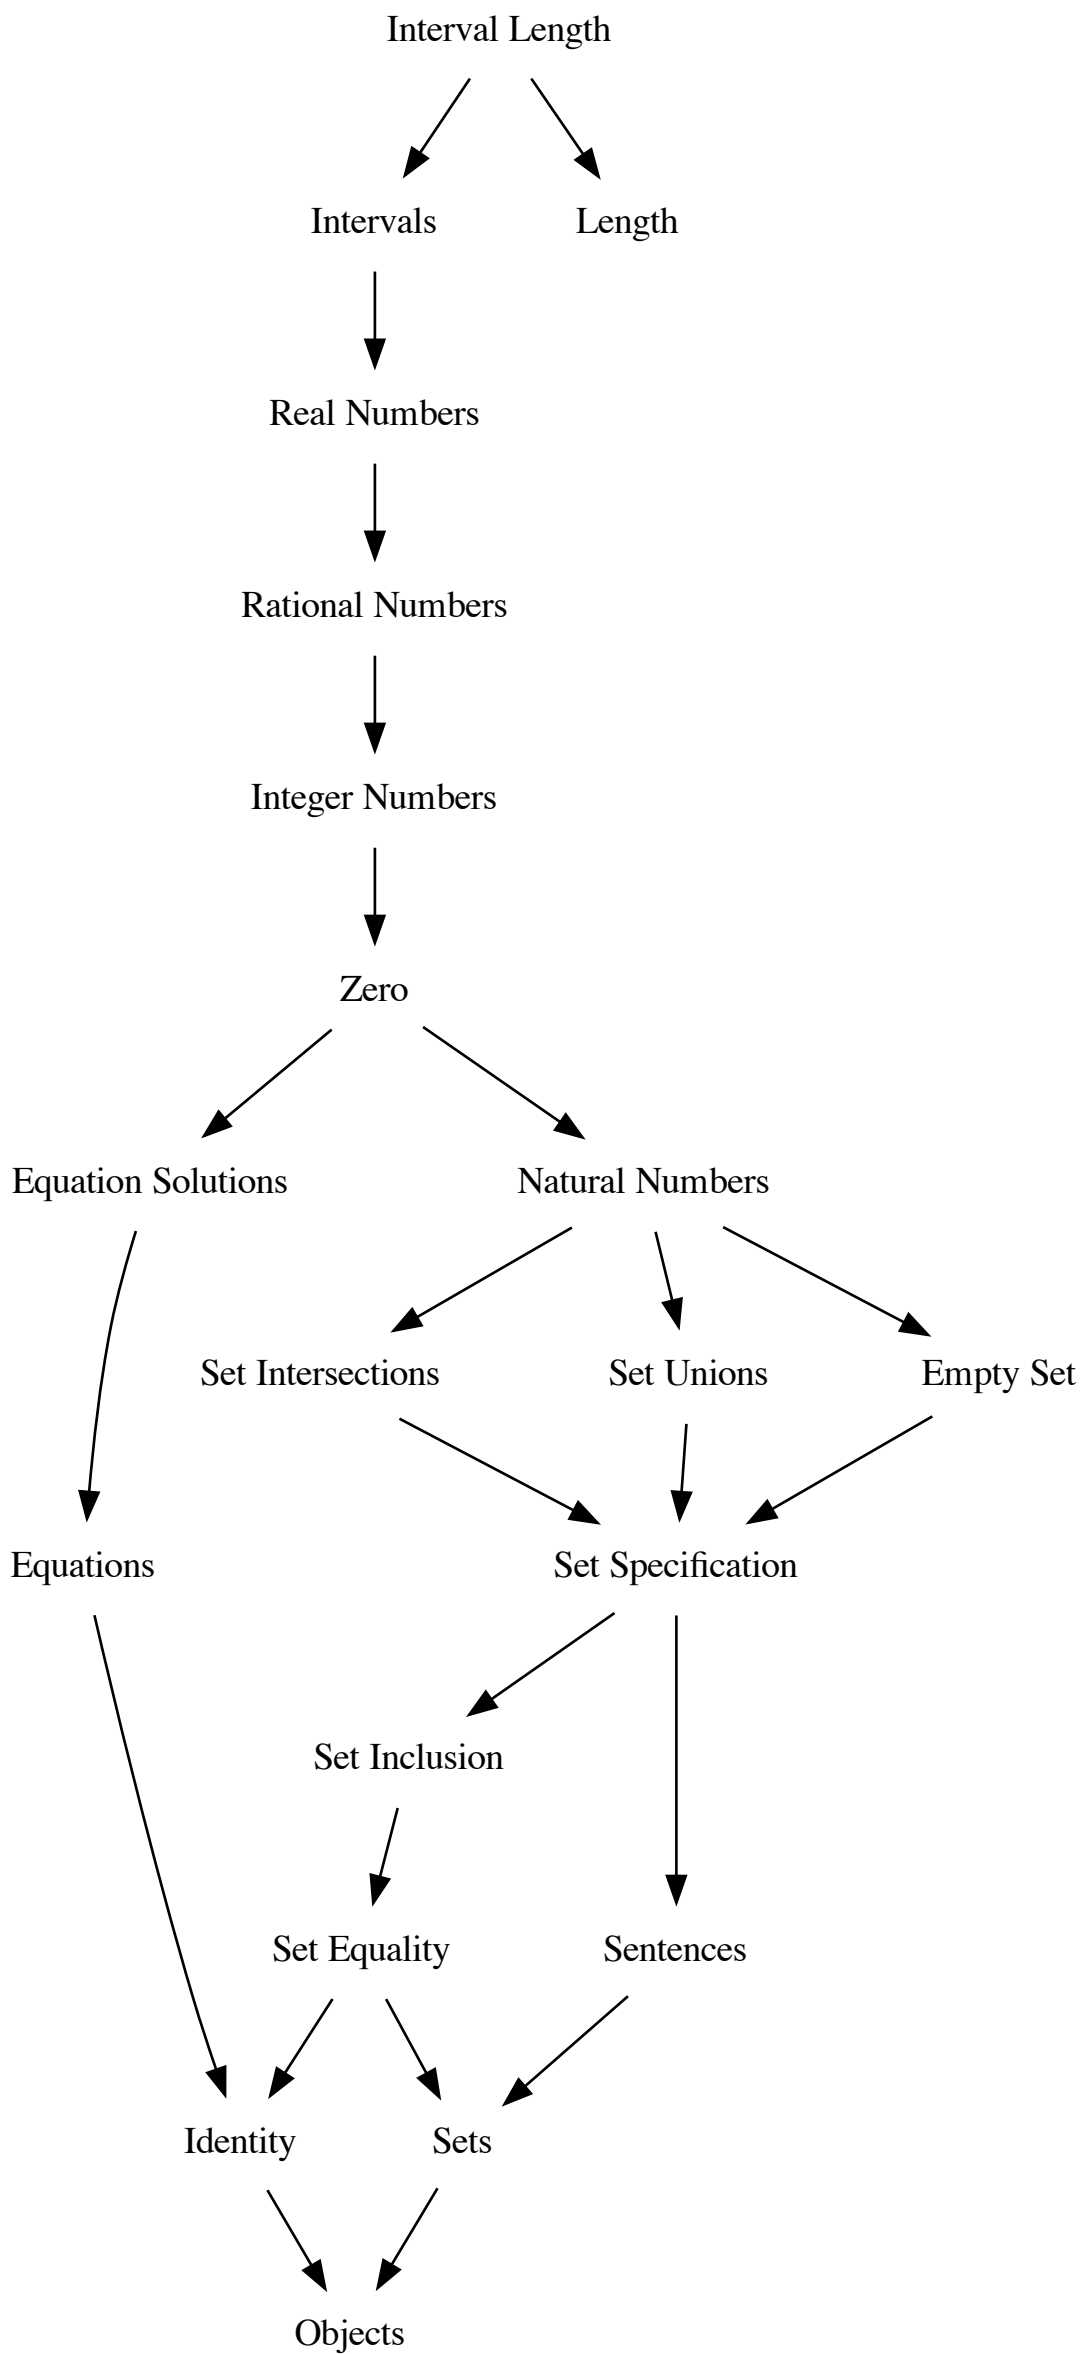 Interval Length
Intervals
Length
Real Numbers
Rational Numbers
Integer Numbers
Zero
Equation Solutions
Natural Numbers
Set Intersections
Set Unions
Empty Set
Equations
Set Specification
Set Inclusion
Set Equality
Sentences
Identity
Sets
Objects